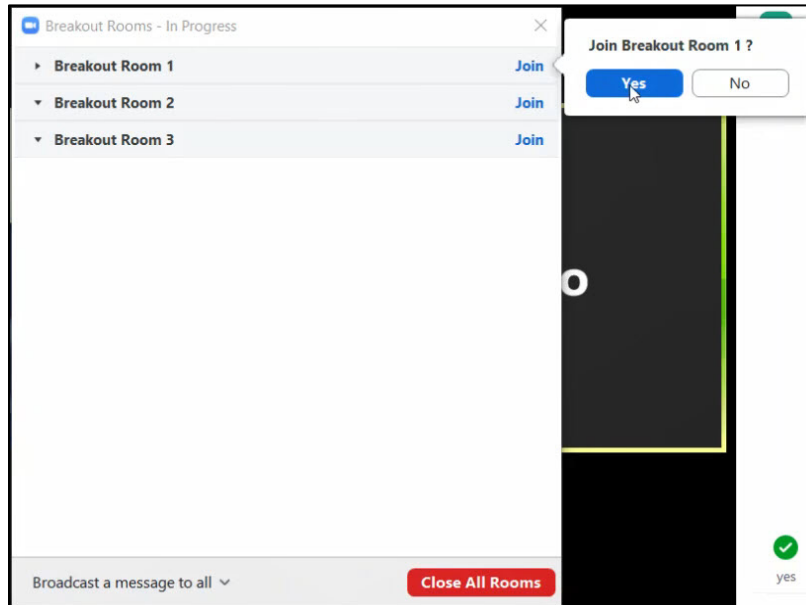 Breakout Rooms - In Progress
Join Breakout Room 1 ?
Yes
No
Breakout Room 1 Join
Breakout Room 2 Join
Breakout Room 3 Join
o
yes
Broadcast a message to all
Close All Rooms